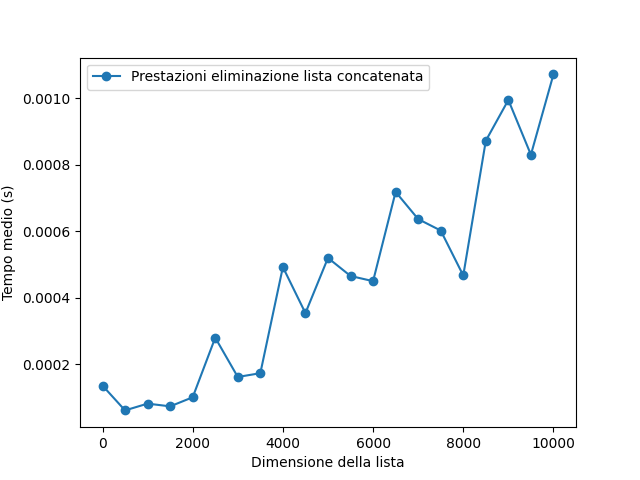 Prestazioni eliminazione lista concatenata
0.0010
0.0008
0.0006
0.0004
0.0002
Tempo medio (s)
0 2000 4000 6000 8000 10000
Dimensione della lista